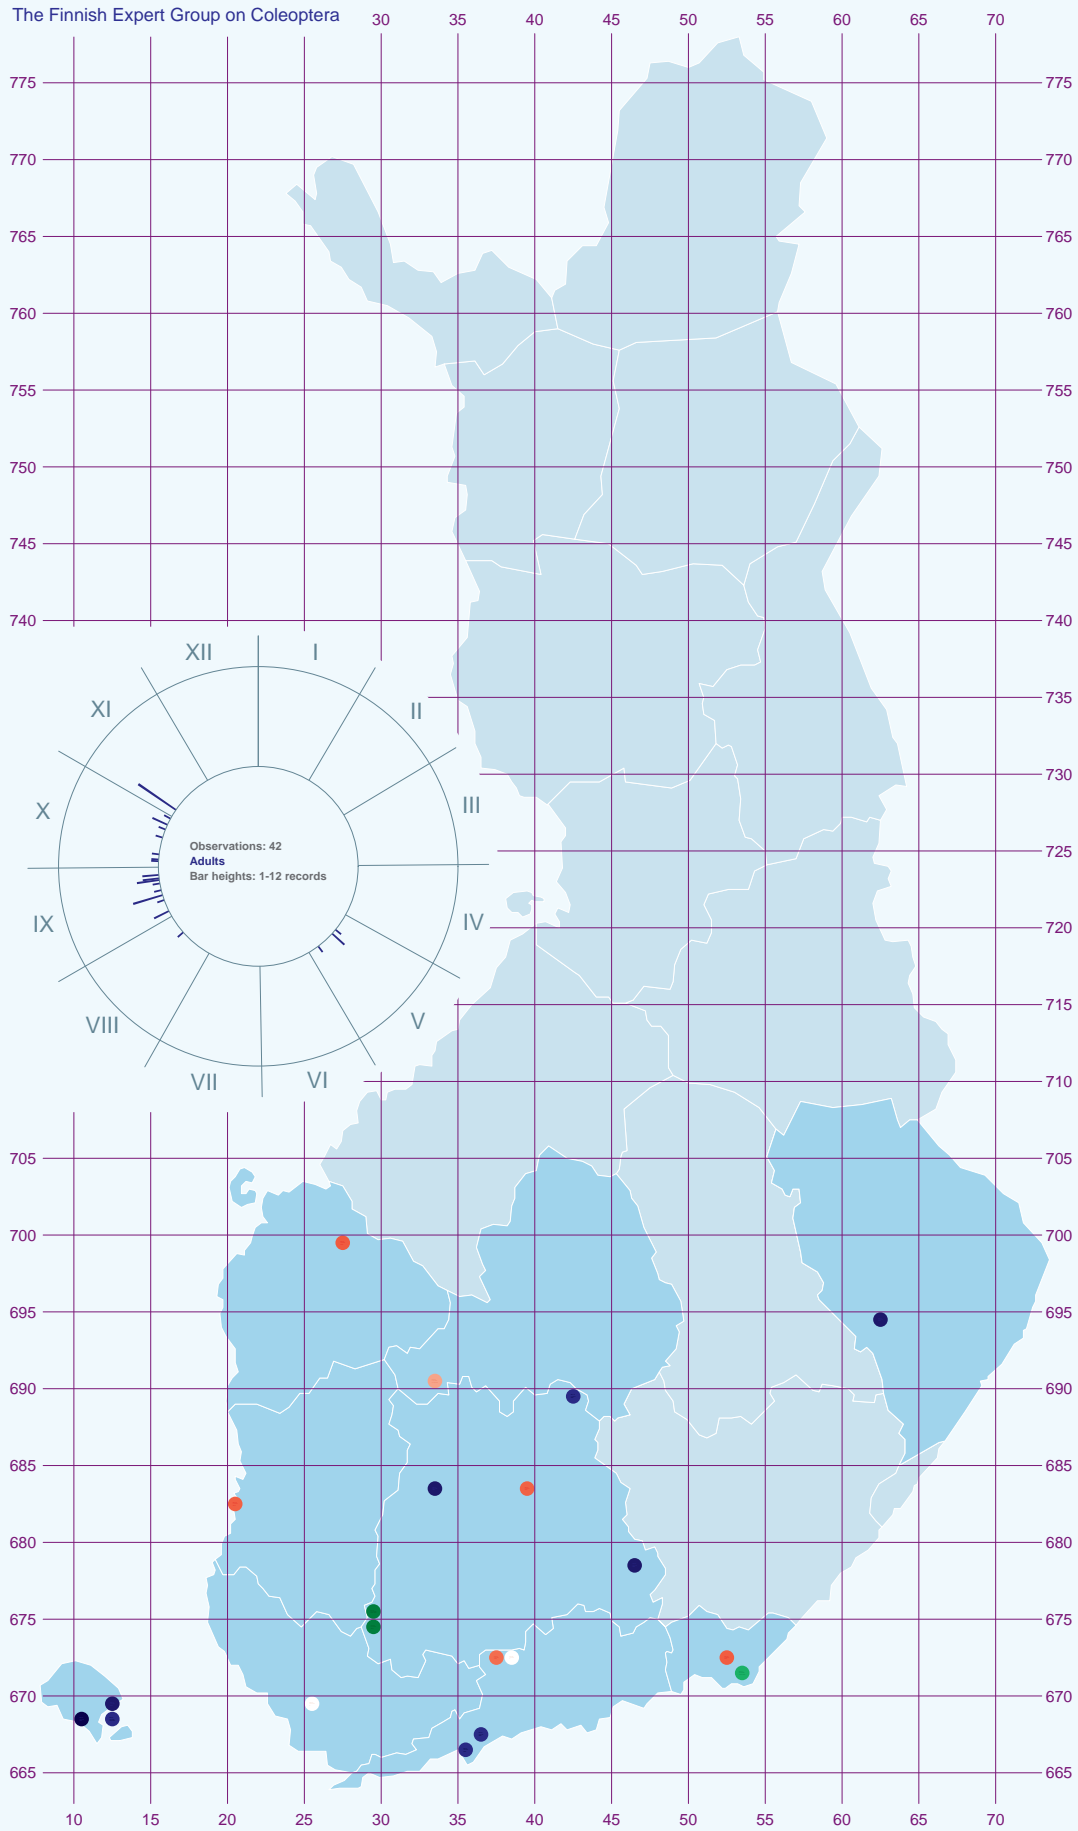 The Finnish Expert Group on Coleoptera
30 35 40 45 50 55 60 65 70
775 775
770 770
765 765
760 760
755 755
750 750
745 745
740 740
XII I
XI II
735
730
X III
Observations: 42
Adults
Bar heights: 1-12 records
725
IX IV 720
715
VIII V
VII VI
710
705 705
700 700
695 695
690 690
685 685
680 680
675 675
670 670
665 665
10 15 20 25 30 35 40 45 50 55 60 65 70